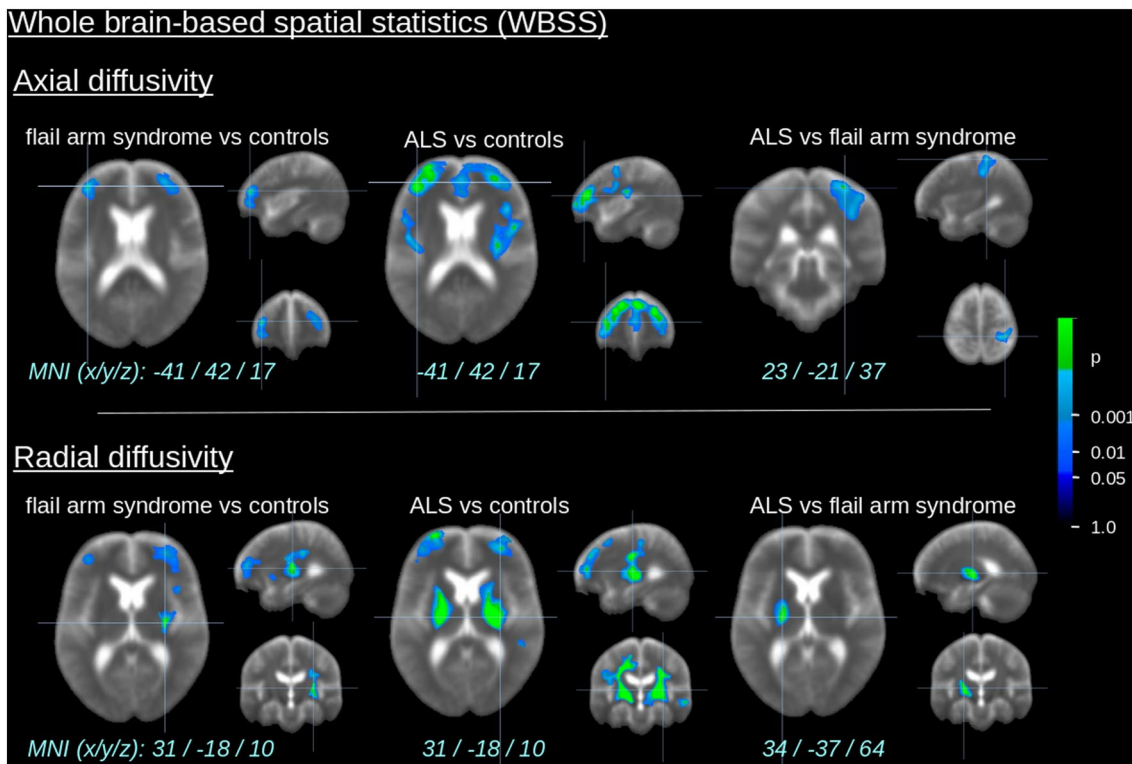 Whole brain-based spatial statistics (WBSS)
Axial diffusivity
flail arm syndrome vs controls
ALS vs controls
ALS vs flail arm syndrome
MNI (x/y/z): -41 / 42 / 17
-41 / 42 / 17
23 / -21 / 37
p
0.001
0.01
0.05
1.0
Radial diffusivity
flail arm syndrome vs controls
ALS vs controls
ALS vs flail arm syndrome
MNI (x/y/z): 31 / -18 / 10
31 / -18 / 10
34 / -37 / 64